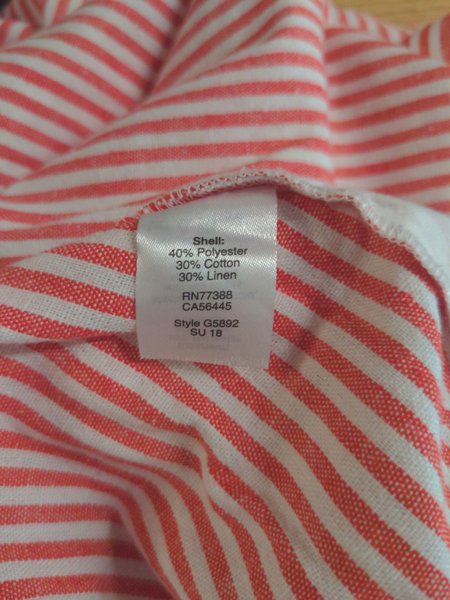 Shell:
40% Polyester
30% Cotton
30% Linen
RN77388
CA56445
Style G5892
SU 18